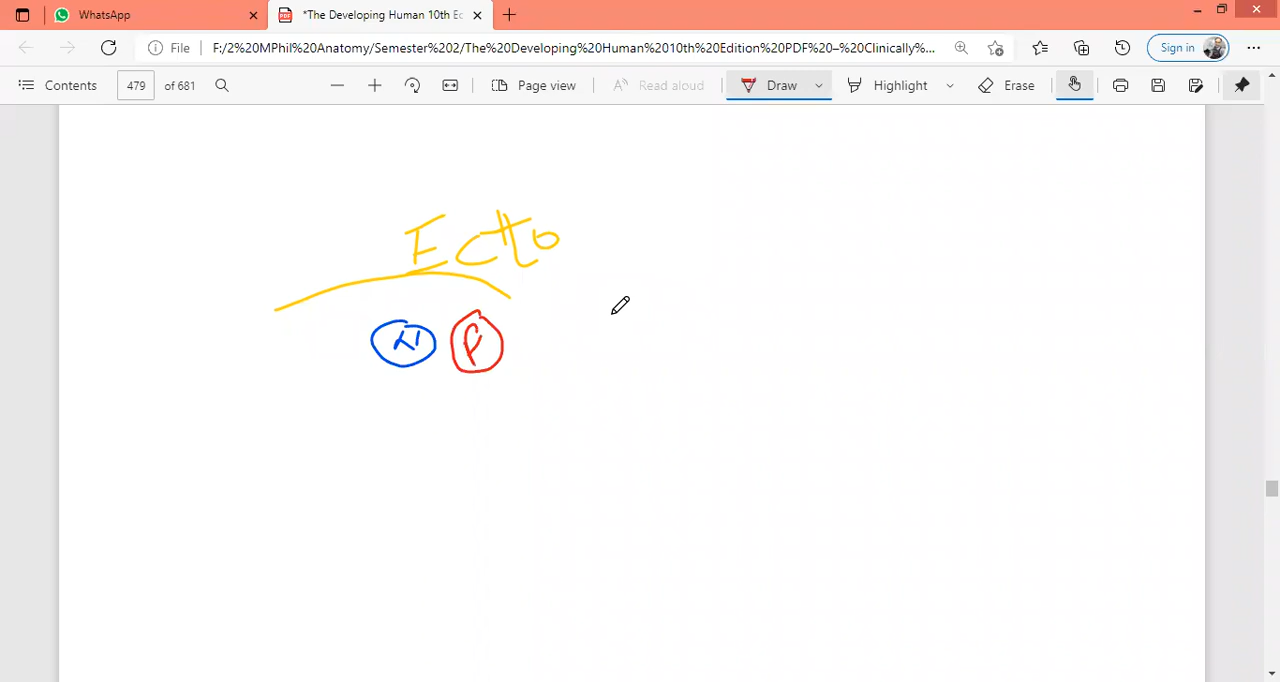 WhatsApp
*The Developing Human 10th Ec
File
F:/2%20MPhil%20Anatomy/Semester%202/The%20Developing%20Human%2010th%20Edition%20PDF%20–%20Clinically%...
Sign in
Contents
479 of 681
Page view
Read aloud
Draw
Highlight
Erase
Ecto
P